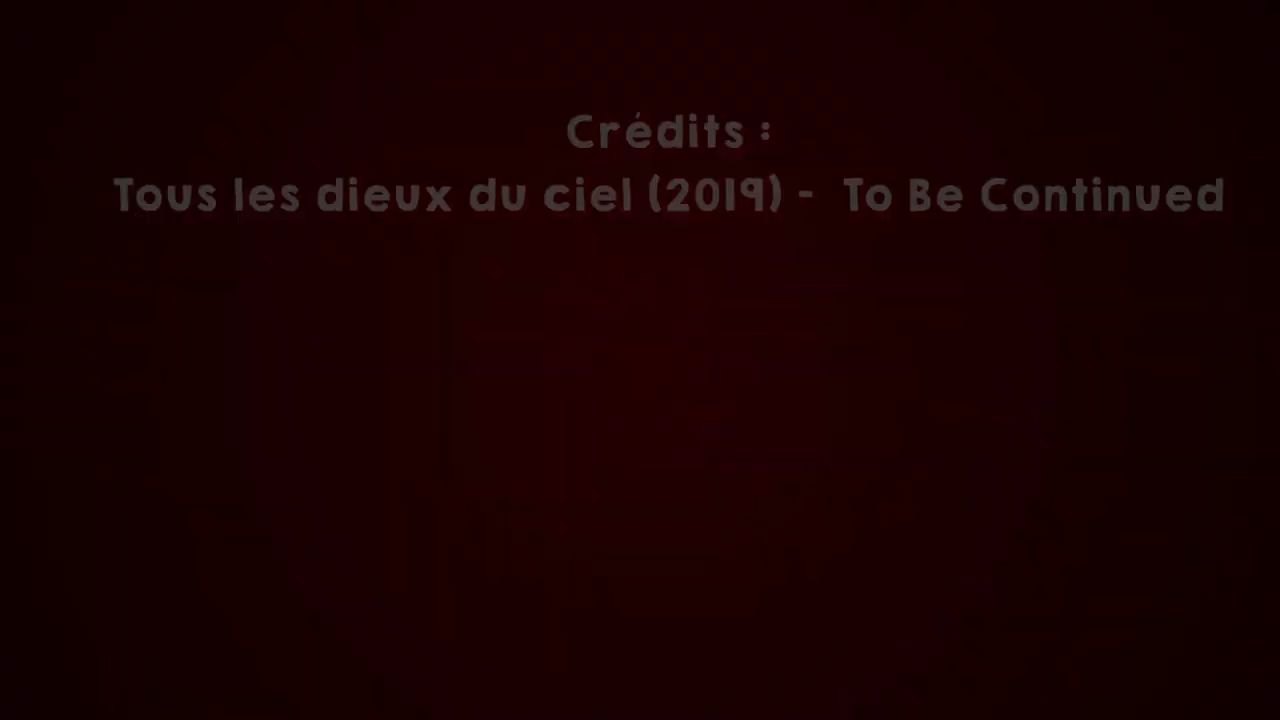 Crédits :
Tous les dieux du ciel (2019) - To Be Continued